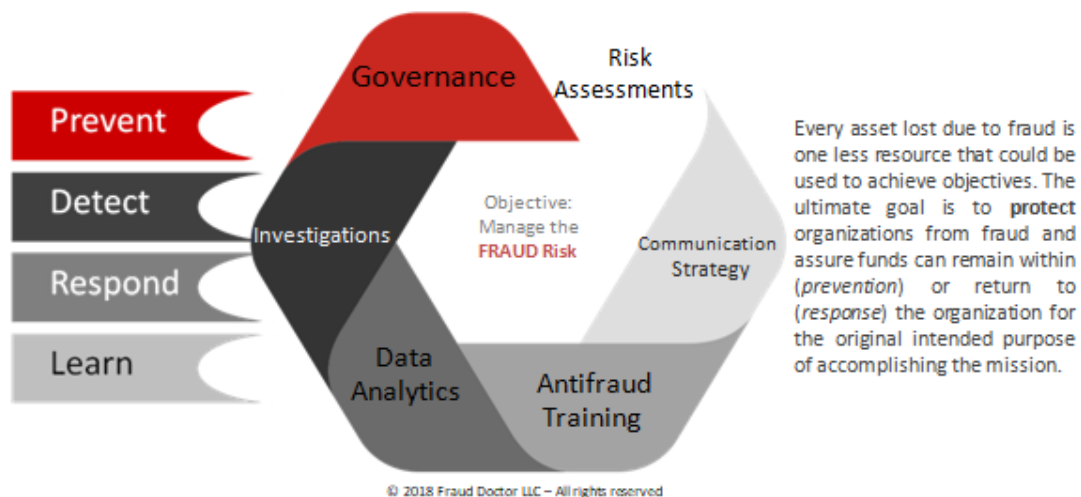 Prevent
Detect
Respond
Learn
Governance
Risk
Assessments
Investigations
Objective:
Manage the
FRAUD Risk
Communication
Strategy
Data
Analytics
Antifraud
Training
Every asset lost due to fraud is
one less resource that could be
used to achieve objectives. The
ultimate goal is to protect
organizations from fraud and
assure funds can remain within
(prevention) or return to
(response) the organization for
the original intended purpose
of accomplishing the mission.
© 2018 Fraud Doctor LLC – All rights reserved